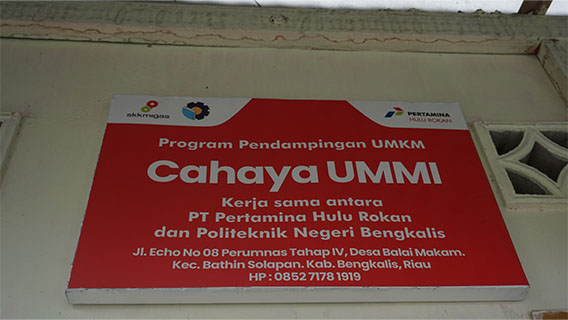 skkmigas
PERTAMINA
HULU ROKAN
Program Pendampingan UMKM
Cahaya UMMI
Kerja sama antara
PT Pertamina Hulu Rokan
dan Politeknik Negeri Bengkalis
Jl. Echo No 08 Perumnas Tahap IV, Desa Balai Makam.
Kec. Bathin Solapan. Kab. Bengkalis, Riau
HP : 0852 7178 1919